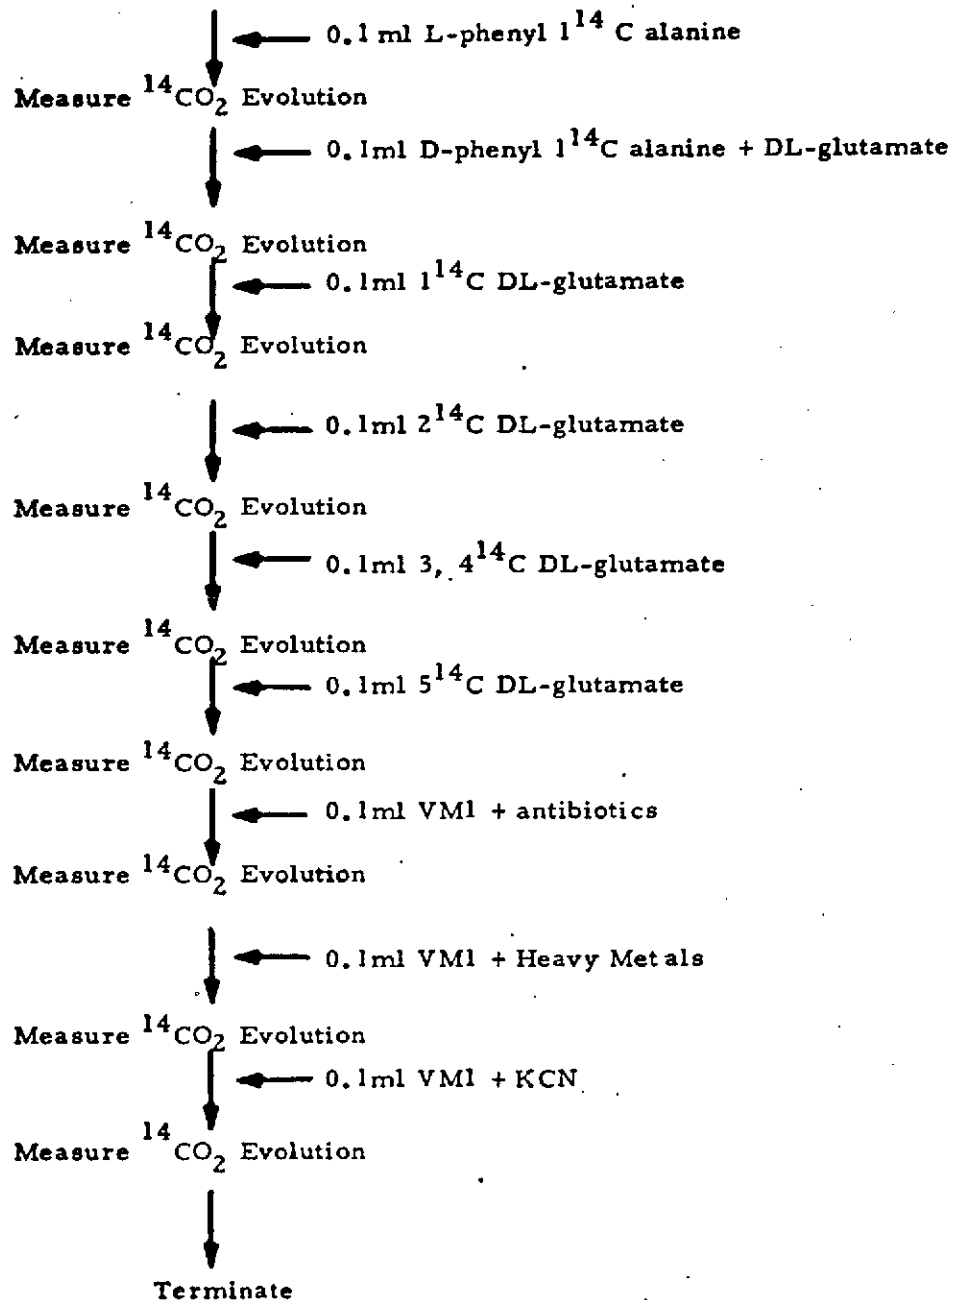 0.1 ml L-phenyl 1¹⁴ C alanine
Measure ¹⁴CO₂ Evolution
0.1ml D-phenyl 1¹⁴C alanine + DL-glutamate
Measure ¹⁴CO₂ Evolution
0.1ml 1¹⁴C DL-glutamate
Measure ¹⁴CO₂ Evolution
0.1ml 2¹⁴C DL-glutamate
Measure ¹⁴CO₂ Evolution
0.1ml 3, 4¹⁴C DL-glutamate
Measure ¹⁴CO₂ Evolution
0.1ml 5¹⁴C DL-glutamate
Measure ¹⁴CO₂ Evolution
0.1ml VM1 + antibiotics
Measure ¹⁴CO₂ Evolution
0.1ml VM1 + Heavy Metals
Measure ¹⁴CO₂ Evolution
0.1ml VM1 + KCN
Measure ¹⁴CO₂ Evolution
Terminate